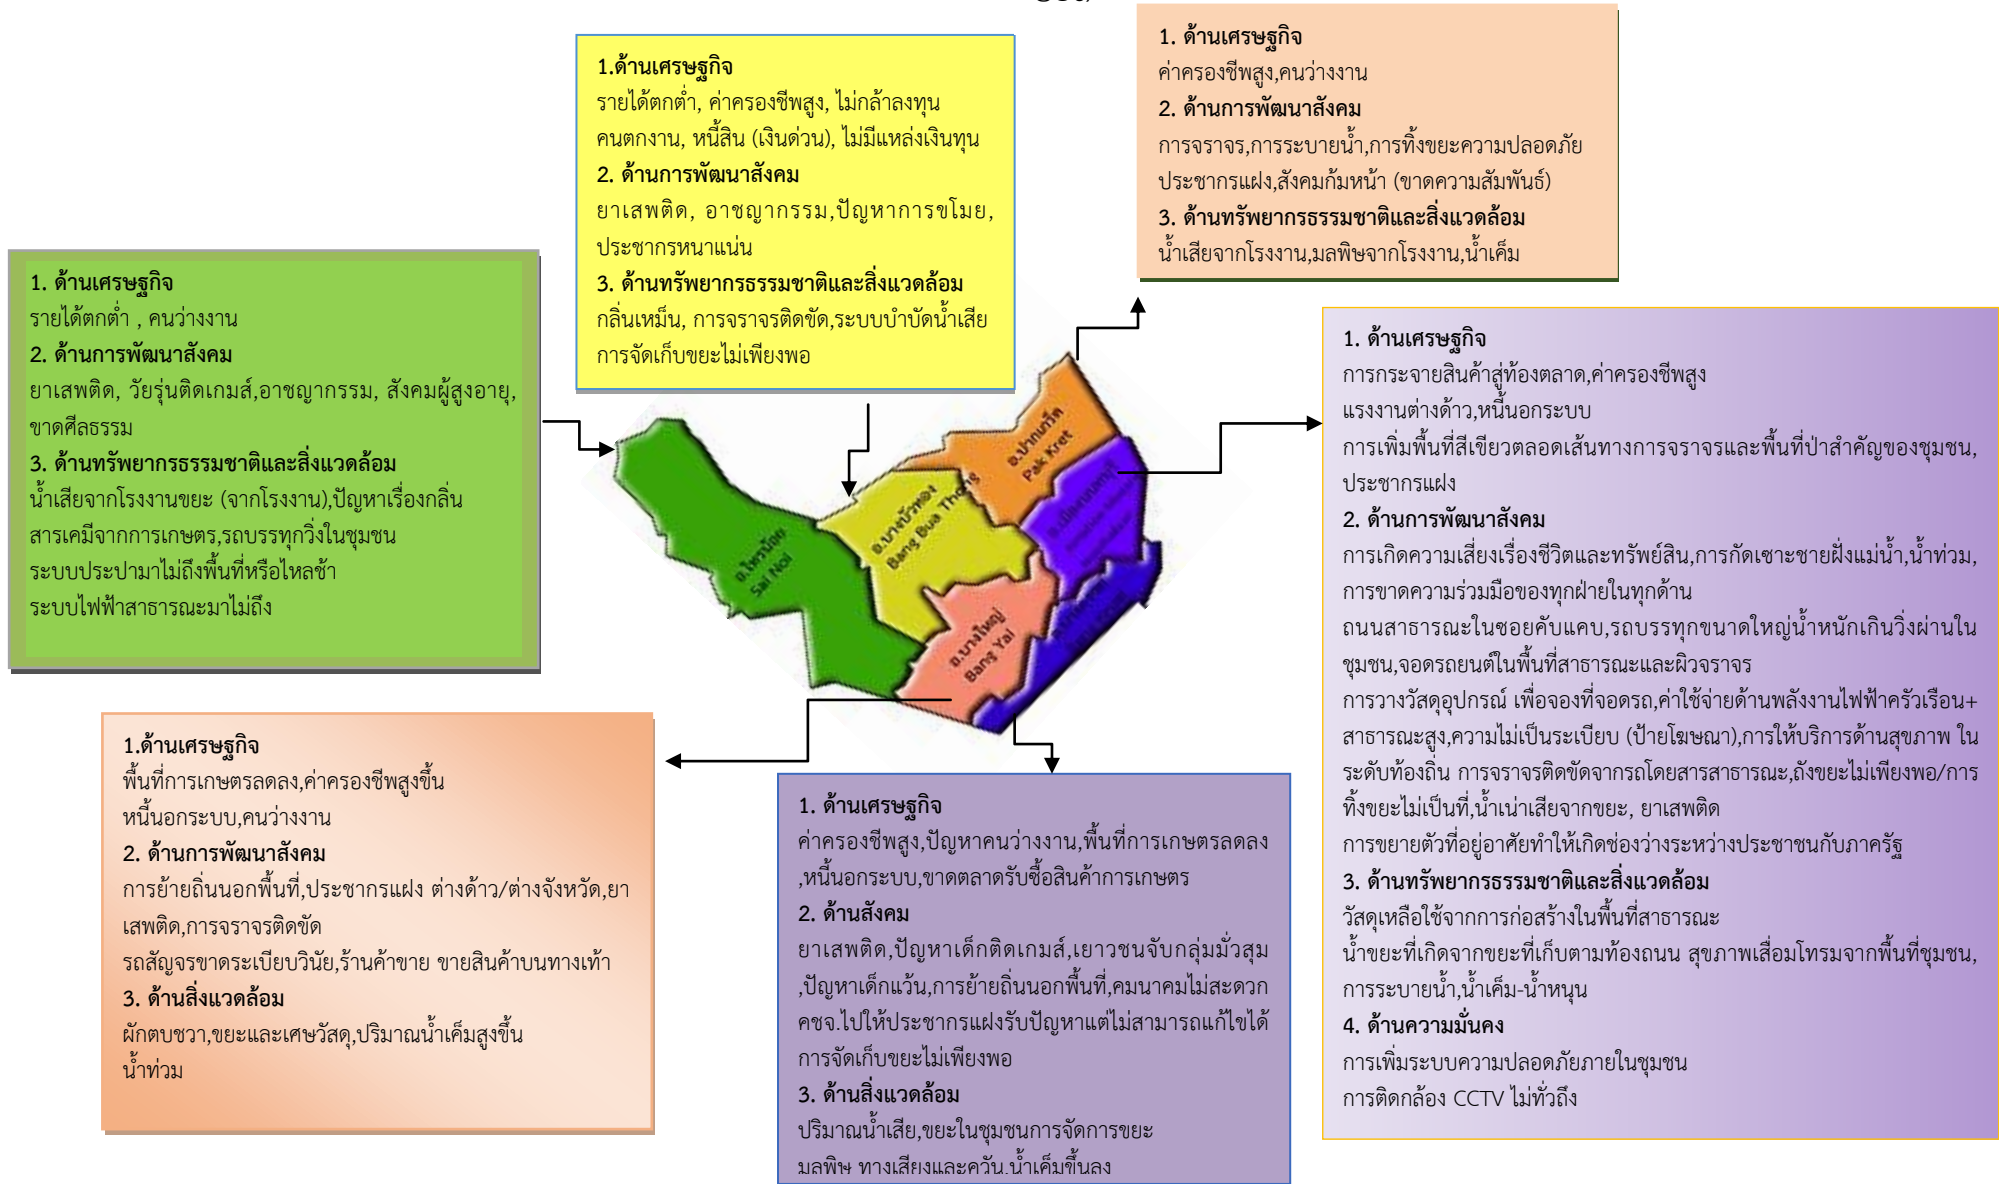 1.ด้านเศรษฐกิจ
รายได้ตกต่ำ, ค่าครองชีพสูง, ไม่กล้าลงทุน
คนตกงาน, หนี้สิน (เงินด่วน), ไม่มีแหล่งเงินทุน
2. ด้านการพัฒนาสังคม
ยาเสพติด, อาชญากรรม,ปัญหาการขโมย,
ประชากรหนาแน่น
3. ด้านทรัพยากรธรรมชาติและสิ่งแวดล้อม
กลิ่นเหม็น, การจราจรติดขัด,ระบบบำบัดน้ำเสีย
การจัดเก็บขยะไม่เพียงพอ
1. ด้านเศรษฐกิจ
ค่าครองชีพสูง,คนว่างงาน
2. ด้านการพัฒนาสังคม
การจราจร,การระบายน้ำ,การทิ้งขยะความปลอดภัย
ประชากรแฝง,สังคมก้มหน้า (ขาดความสัมพันธ์)
3. ด้านทรัพยากรธรรมชาติและสิ่งแวดล้อม
น้ำเสียจากโรงงาน,มลพิษจากโรงงาน,น้ำเค็ม
1. ด้านเศรษฐกิจ
รายได้ตกต่ำ , คนว่างงาน
2. ด้านการพัฒนาสังคม
ยาเสพติด, วัยรุ่นติดเกมส์,อาชญากรรม, สังคมผู้สูงอายุ,
ขาดศีลธรรม
3. ด้านทรัพยากรธรรมชาติและสิ่งแวดล้อม
น้ำเสียจากโรงงานขยะ (จากโรงงาน),ปัญหาเรื่องกลิ่น
สารเคมีจากการเกษตร,รถบรรทุกวิ่งในชุมชน
ระบบประปามาไม่ถึงพื้นที่หรือไหลช้า
ระบบไฟฟ้าสาธารณะมาไม่ถึง
อ.ไทรน้อย
Sai Noi
อ.บางบัวทอง
Bang Bua Thong
อ.ปากเกร็ด
Pak Kret
อ.เมืองนนทบุรี
อ.บางใหญ่
Bang Yai
1. ด้านเศรษฐกิจ
การกระจายสินค้าสู่ท้องตลาด,ค่าครองชีพสูง
แรงงานต่างด้าว,หนี้นอกระบบ
การเพิ่มพื้นที่สีเขียวตลอดเส้นทางการจราจรและพื้นที่ป่าสำคัญของชุมชน,
ประชากรแฝง
2. ด้านการพัฒนาสังคม
การเกิดความเสี่ยงเรื่องชีวิตและทรัพย์สิน,การกัดเซาะชายฝั่งแม่น้ำ,น้ำท่วม,
การขาดความร่วมมือของทุกฝ่ายในทุกด้าน
ถนนสาธารณะในซอยคับแคบ,รถบรรทุกขนาดใหญ่น้ำหนักเกินวิ่งผ่านใน
ชุมชน,จอดรถยนต์ในพื้นที่สาธารณะและผิวจราจร
การวางวัสดุอุปกรณ์ เพื่อจองที่จอดรถ,ค่าใช้จ่ายด้านพลังงานไฟฟ้าครัวเรือน+
สาธารณะสูง,ความไม่เป็นระเบียบ (ป้ายโฆษณา),การให้บริการด้านสุขภาพ ใน
ระดับท้องถิ่น การจราจรติดขัดจากรถโดยสารสาธารณะ,ถังขยะไม่เพียงพอ/การ
ทิ้งขยะไม่เป็นที่,น้ำเน่าเสียจากขยะ, ยาเสพติด
การขยายตัวที่อยู่อาศัยทำให้เกิดช่องว่างระหว่างประชาชนกับภาครัฐ
3. ด้านทรัพยากรธรรมชาติและสิ่งแวดล้อม
วัสดุเหลือใช้จากการก่อสร้างในพื้นที่สาธารณะ
น้ำขยะที่เกิดจากขยะที่เก็บตามท้องถนน สุขภาพเสื่อมโทรมจากพื้นที่ชุมชน,
การระบายน้ำ,น้ำเค็ม-น้ำหนุน
4. ด้านความมั่นคง
การเพิ่มระบบความปลอดภัยภายในชุมชน
การติดกล้อง CCTV ไม่ทั่วถึง
1.ด้านเศรษฐกิจ
พื้นที่การเกษตรลดลง,ค่าครองชีพสูงขึ้น
หนี้นอกระบบ,คนว่างงาน
2. ด้านการพัฒนาสังคม
การย้ายถิ่นนอกพื้นที่,ประชากรแฝง ต่างด้าว/ต่างจังหวัด,ยา
เสพติด,การจราจรติดขัด
รถสัญจรขาดระเบียบวินัย,ร้านค้าขาย ขายสินค้าบนทางเท้า
3. ด้านสิ่งแวดล้อม
ผักตบชวา,ขยะและเศษวัสดุ,ปริมาณน้ำเค็มสูงขึ้น
น้ำท่วม
1. ด้านเศรษฐกิจ
ค่าครองชีพสูง,ปัญหาคนว่างงาน,พื้นที่การเกษตรลดลง
,หนี้นอกระบบ,ขาดตลาดรับซื้อสินค้าการเกษตร
2. ด้านสังคม
ยาเสพติด,ปัญหาเด็กติดเกมส์,เยาวชนจับกลุ่มมั่วสุม
,ปัญหาเด็กแว้น,การย้ายถิ่นนอกพื้นที่,คมนาคมไม่สะดวก
คชจ.ไปให้ประชากรแฝงรับปัญหาแต่ไม่สามารถแก้ไขได้
การจัดเก็บขยะไม่เพียงพอ
3. ด้านสิ่งแวดล้อม
ปริมาณน้ำเสีย,ขยะในชุมชนการจัดการขยะ
มลพิษ ทางเสียงและควัน,น้ำเค็มขึ้นลง